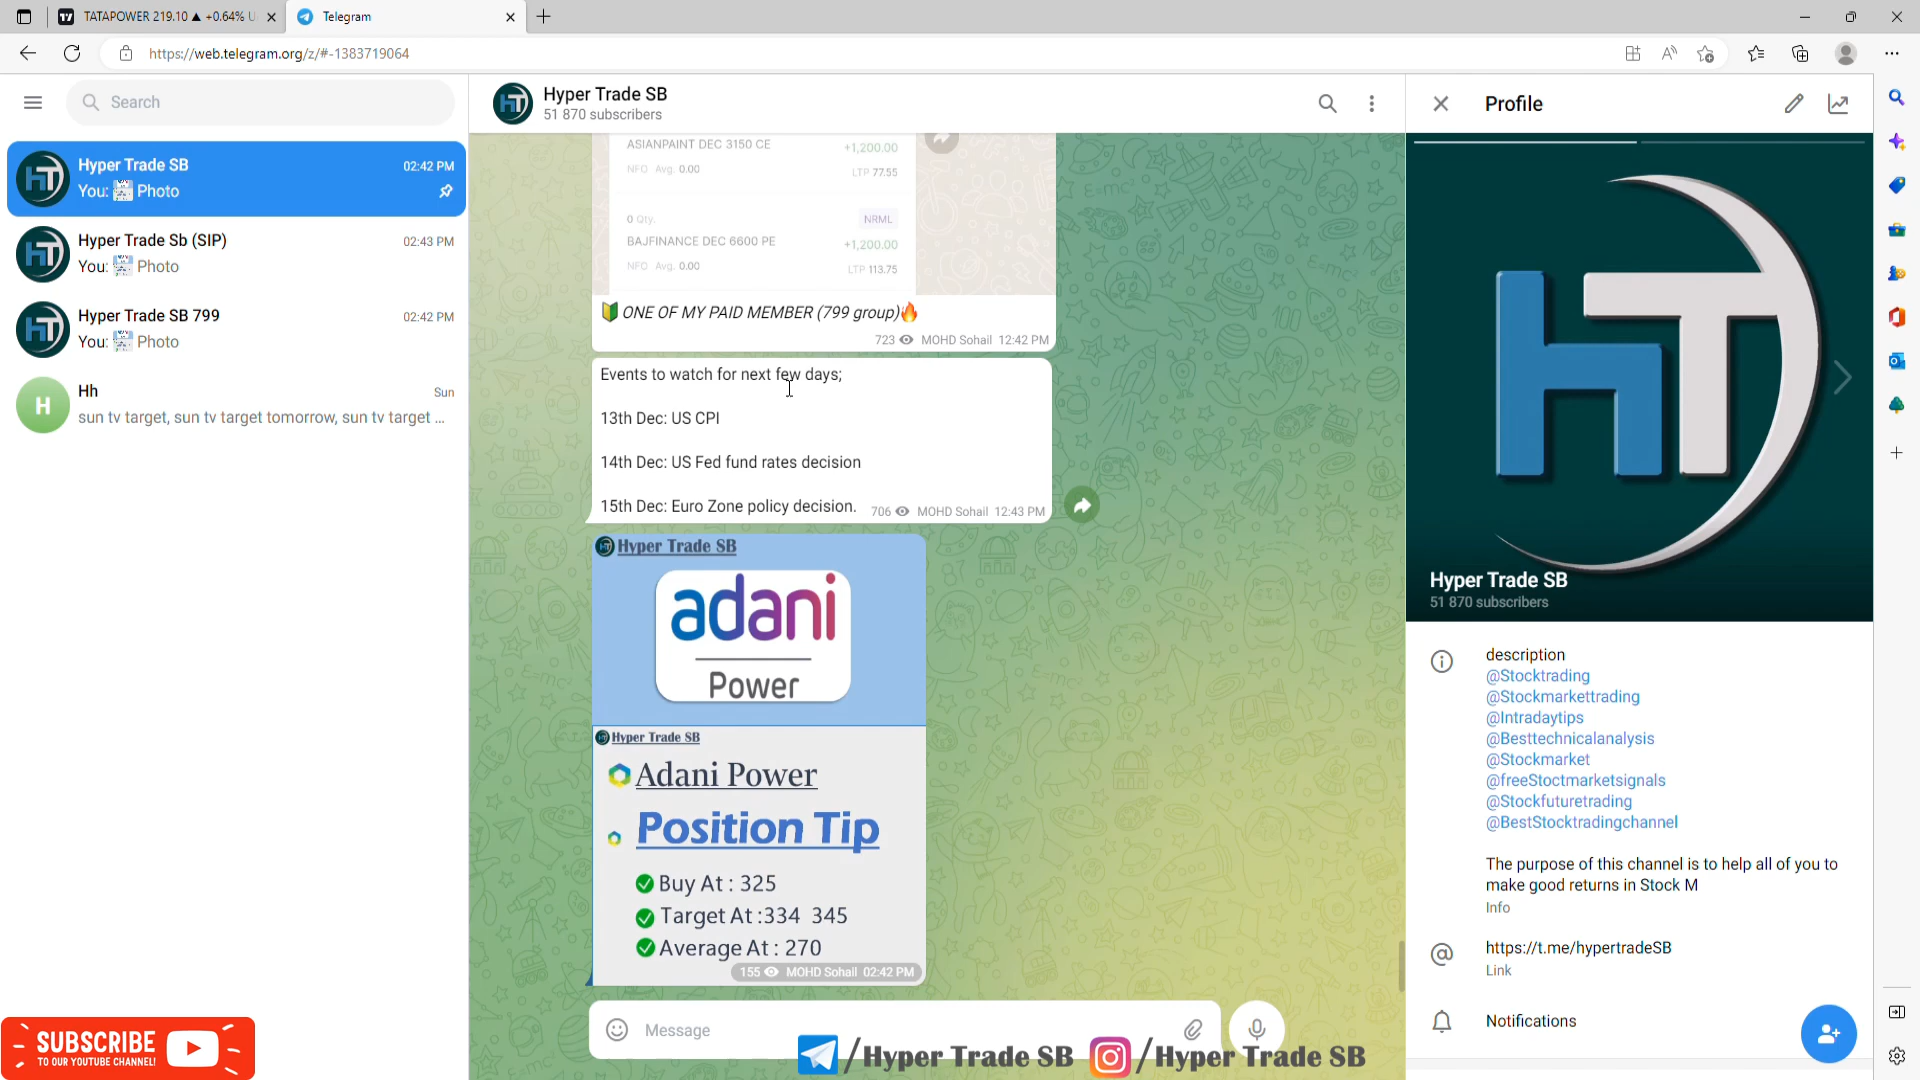 TATAPOWER 219.10 ▲ +0.64% U
Telegram
https://web.telegram.org/z/#-1383719064
Search
Hyper Trade SB
02:42 PM
You: Photo
Hyper Trade Sb (SIP)
02:43 PM
You: Photo
Hyper Trade SB 799
02:42 PM
You: Photo
H
Hh
Sun
sun tv target, sun tv target tomorrow, sun tv target ...
Hyper Trade SB
51 870 subscribers
ASIANPAINT DEC 3150 CE
+1,200.00
NFO Avg. 0.00
LTP 77.55
0 Qty.
NRML
BAJFINANCE DEC 6600 PE
+1,200.00
NFO Avg. 0.00
LTP 113.75
ONE OF MY PAID MEMBER (799 group)
723 MOHD Sohail 12:42 PM
Events to watch for next few days;
13th Dec: US CPI
14th Dec: US Fed fund rates decision
15th Dec: Euro Zone policy decision.
706 MOHD Sohail 12:43 PM
Hyper Trade SB
adani
Power
Hyper Trade SB
Adani Power
Position Tip
Buy At : 325
Target At :334 345
Average At : 270
155 MOHD Sohail 02:42 PM
Message
/Hyper Trade SB
/Hyper Trade SB
Profile
HT
Hyper Trade SB
51 870 subscribers
description
@Stocktrading
@Stockmarkettrading
@Intradaytips
@Besttechnicalanalysis
@Stockmarket
@freeStoctmarketsignals
@Stockfuturetrading
@BestStocktradingchannel
The purpose of this channel is to help all of you to
make good returns in Stock M
Info
https://t.me/hypertradeSB
Link
Notifications
SUBSCRIBE
TO OUR YOUTUBE CHANNEL!